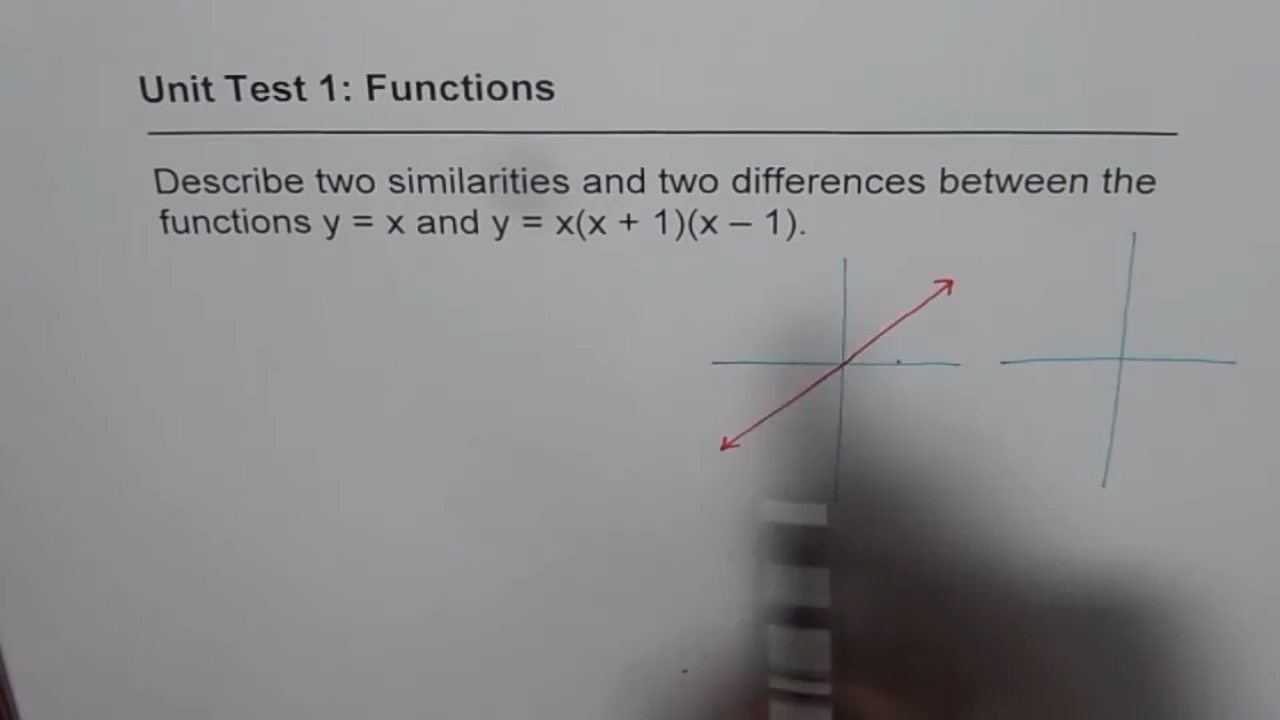 Unit Test 1: Functions
Describe two similarities and two differences between the
functions y = x and y = x(x + 1)(x – 1).